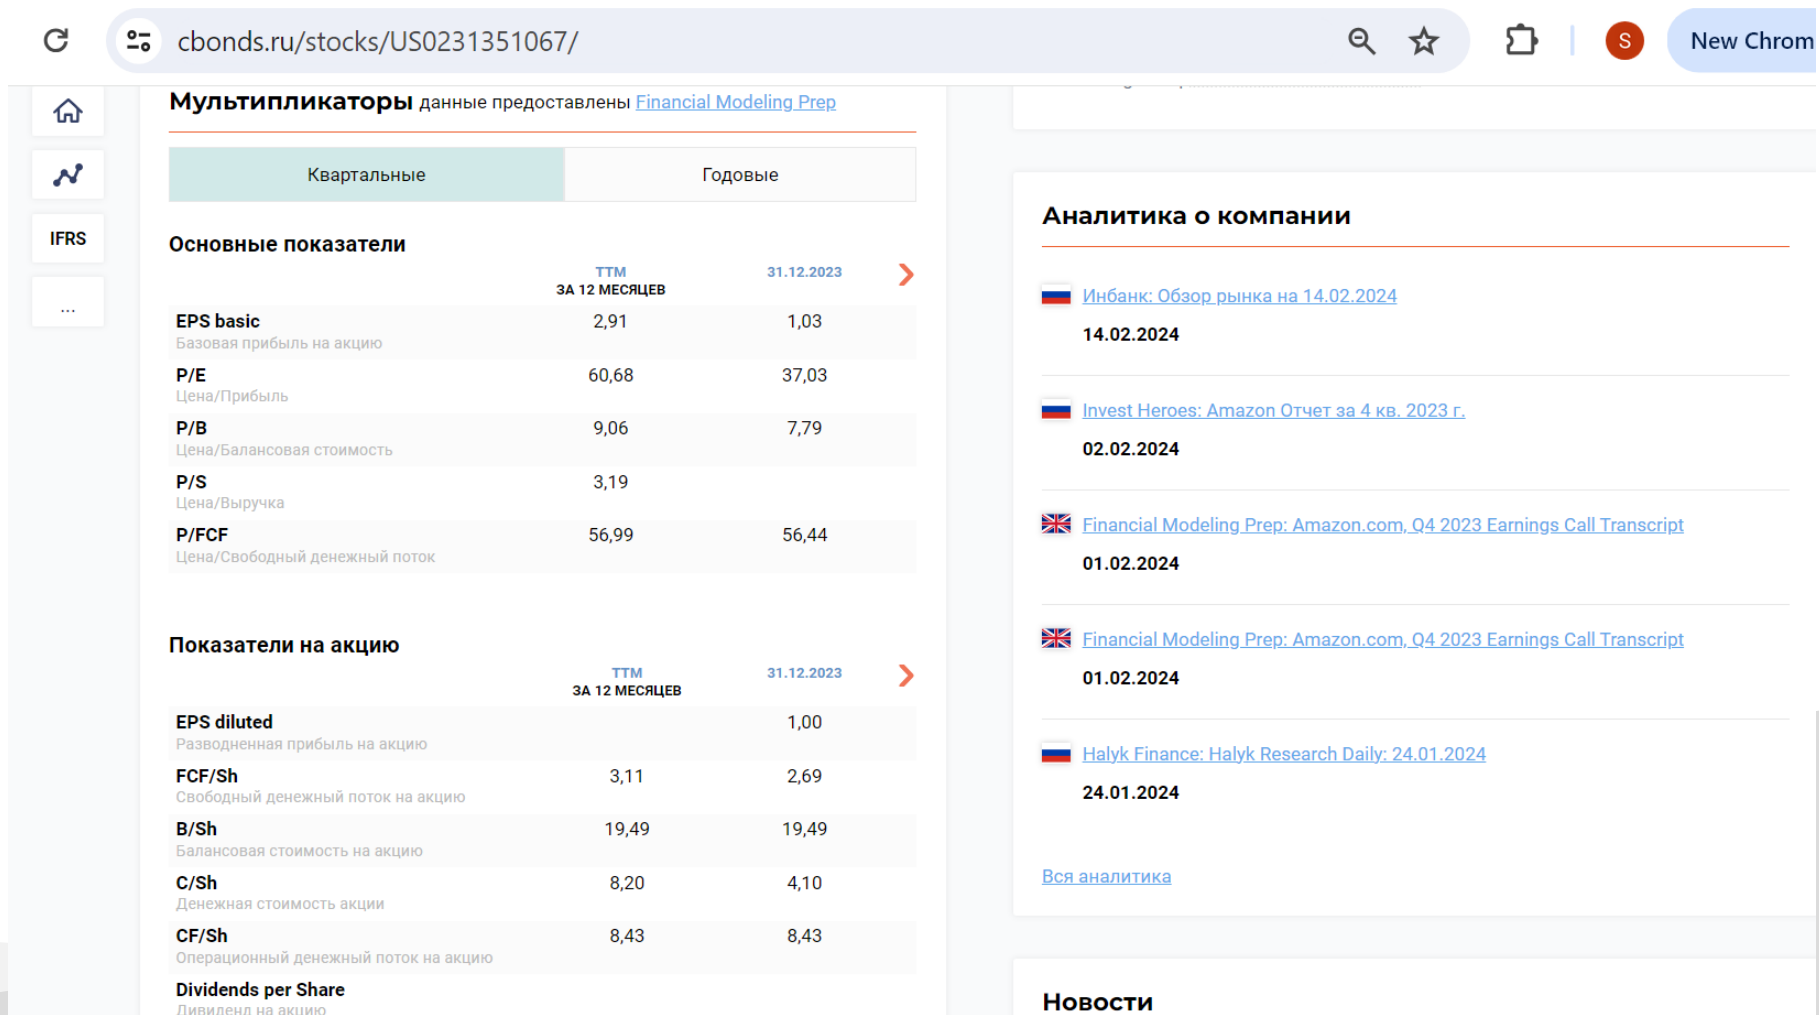 cbonds.ru/stocks/US0231351067/
S
New Chrom
Мультипликаторы данные предоставлены Financial Modeling Prep
Квартальные Годовые
IFRS
...
Основные показатели
TTM 31.12.2023
ЗА 12 МЕСЯЦЕВ
EPS basic 2,91 1,03
Базовая прибыль на акцию
P/E 60,68 37,03
Цена/Прибыль
P/B 9,06 7,79
Цена/Балансовая стоимость
P/S 3,19
Цена/Выручка
P/FCF 56,99 56,44
Цена/Свободный денежный поток
Показатели на акцию
TTM 31.12.2023
ЗА 12 МЕСЯЦЕВ
EPS diluted 1,00
Разводненная прибыль на акцию
FCF/Sh 3,11 2,69
Свободный денежный поток на акцию
B/Sh 19,49 19,49
Балансовая стоимость на акцию
C/Sh 8,20 4,10
Денежная стоимость акции
CF/Sh 8,43 8,43
Операционный денежный поток на акцию
Dividends per Share
Дивиденд на акцию
Аналитика о компании
Инбанк: Обзор рынка на 14.02.2024
14.02.2024
Invest Heroes: Amazon Отчет за 4 кв. 2023 г.
02.02.2024
Financial Modeling Prep: Amazon.com, Q4 2023 Earnings Call Transcript
01.02.2024
Financial Modeling Prep: Amazon.com, Q4 2023 Earnings Call Transcript
01.02.2024
Halyk Finance: Halyk Research Daily: 24.01.2024
24.01.2024
Вся аналитика
Новости